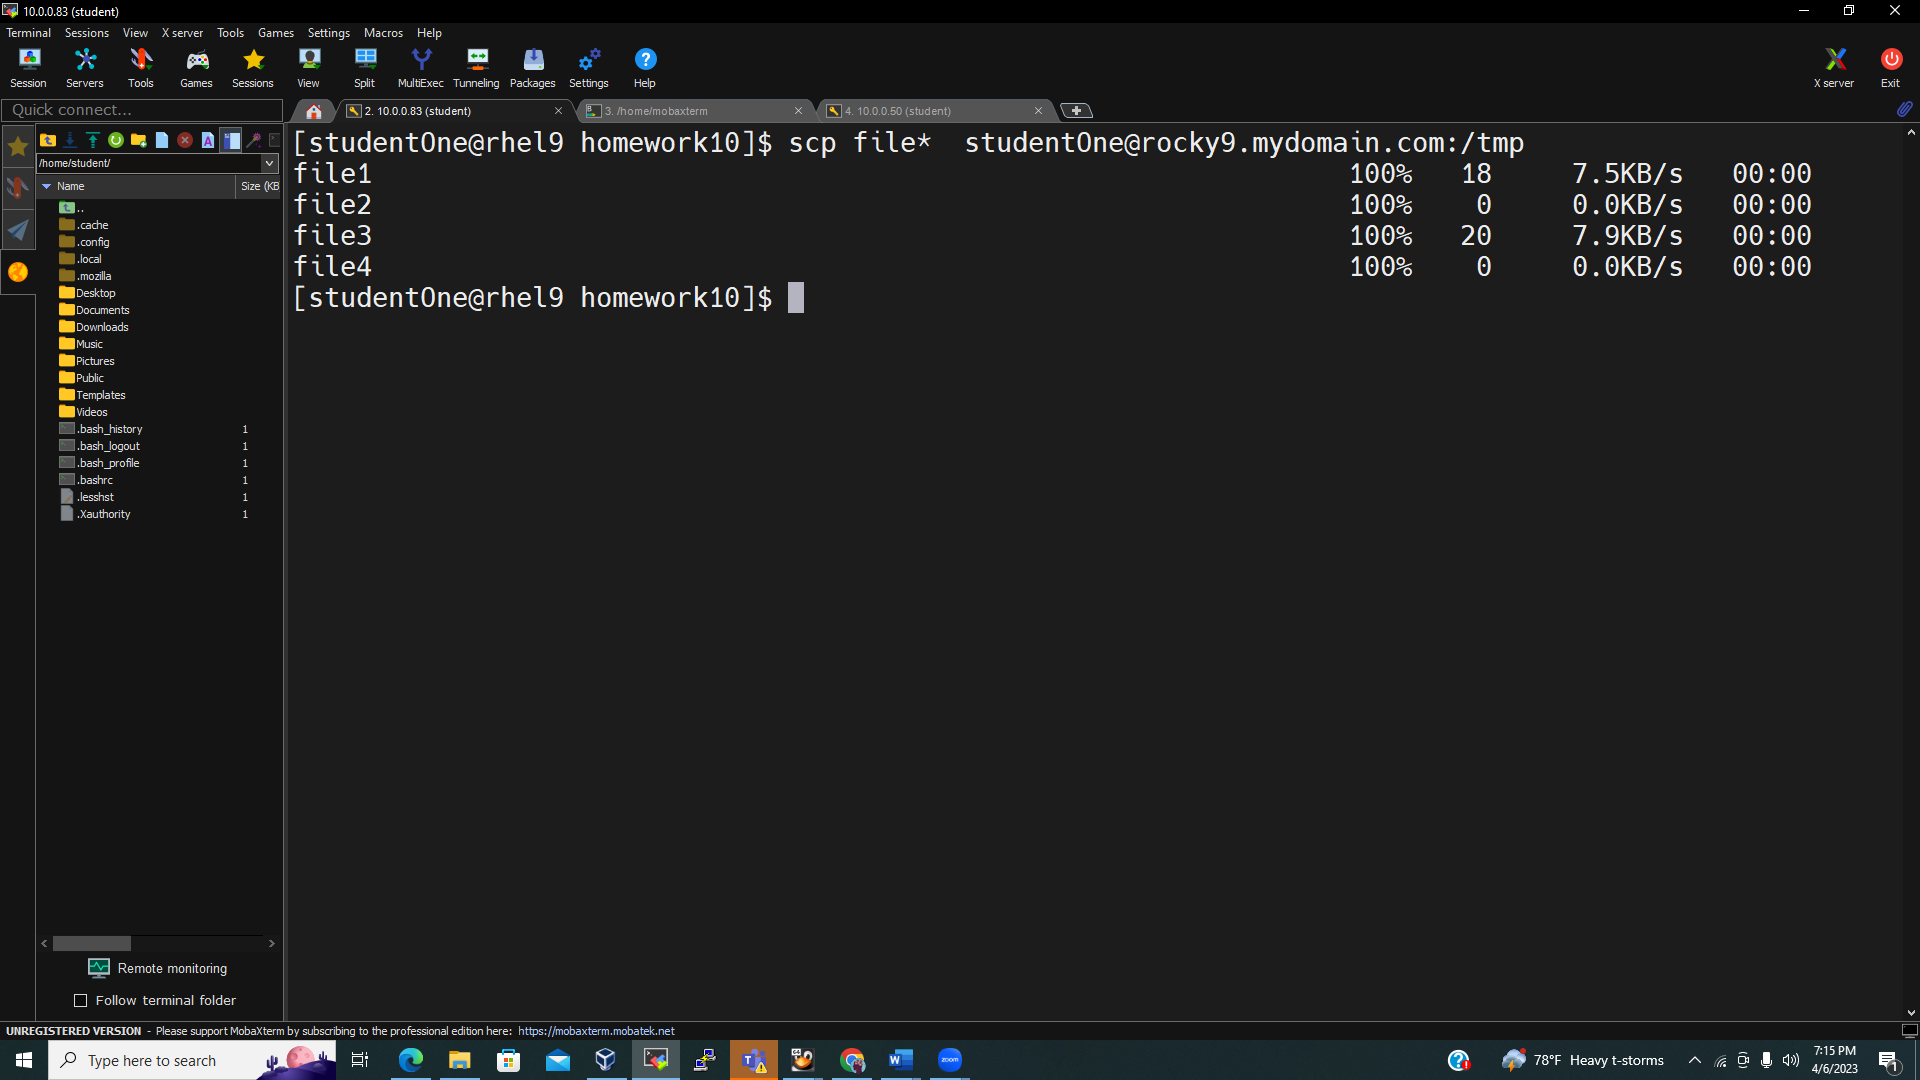 10.0.0.83 (student)
Terminal Sessions View X server Tools Games Settings Macros Help
Session Servers Tools Games Sessions View Split MultiExec Tunneling Packages Settings Help X server Exit
Quick connect...
2. 10.0.0.83 (student)
3. /home/mobaxterm
4. 10.0.0.50 (student)
/home/student/
Name Size (KB
..
.cache
.config
.local
.mozilla
Desktop
Documents
Downloads
Music
Pictures
Public
Templates
Videos
.bash_history 1
.bash_logout 1
.bash_profile 1
.bashrc 1
.lesshst 1
.Xauthority 1
Remote monitoring
Follow terminal folder
[studentOne@rhel9 homework10]$ scp file*  studentOne@rocky9.mydomain.com:/tmp
file1 100% 18 7.5KB/s 00:00
file2 100% 0 0.0KB/s 00:00
file3 100% 20 7.9KB/s 00:00
file4 100% 0 0.0KB/s 00:00
[studentOne@rhel9 homework10]$
UNREGISTERED VERSION - Please support MobaXterm by subscribing to the professional edition here: https://mobaxterm.mobatek.net
Type here to search
zoom
78°F Heavy t-storms
7:15 PM
4/6/2023
1